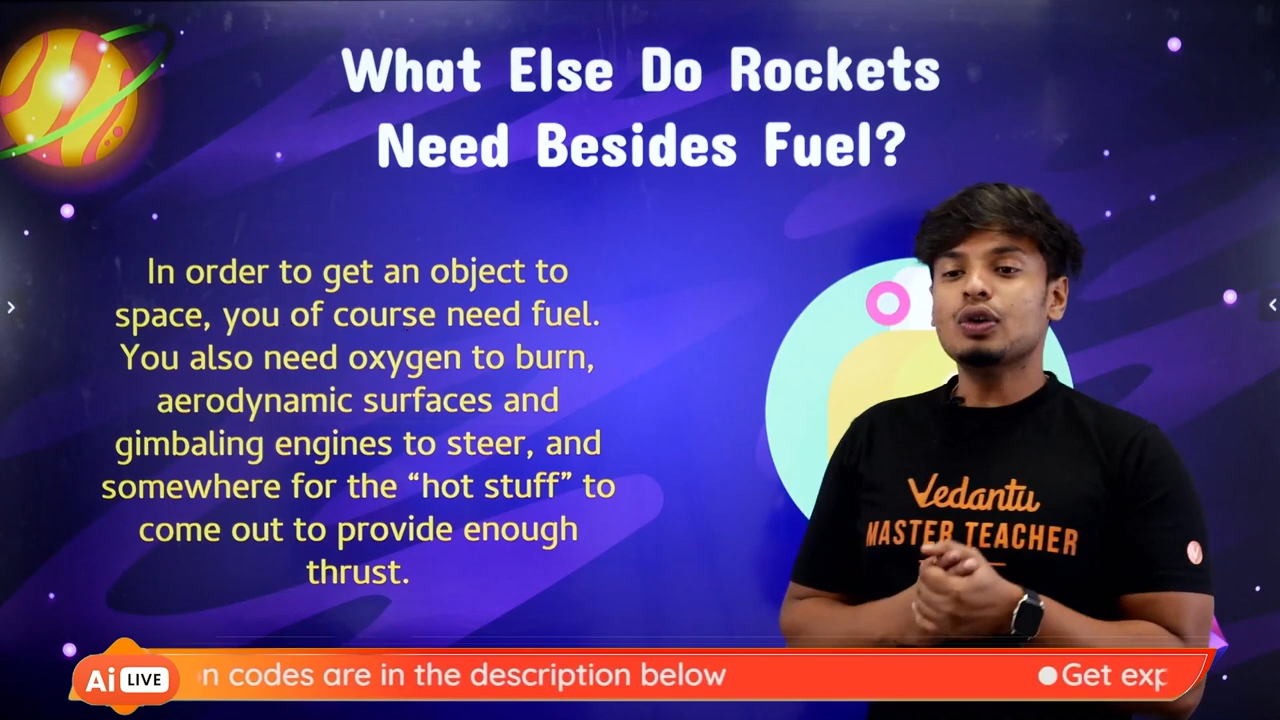 What Else Do Rockets
Need Besides Fuel?
In order to get an object to
space, you of course need fuel.
You also need oxygen to burn,
aerodynamic surfaces and
gimbaling engines to steer, and
somewhere for the “hot stuff” to
come out to provide enough
thrust.
Vedantu
MASTER TEACHER
Ai LIVE
n codes are in the description below
Get exp